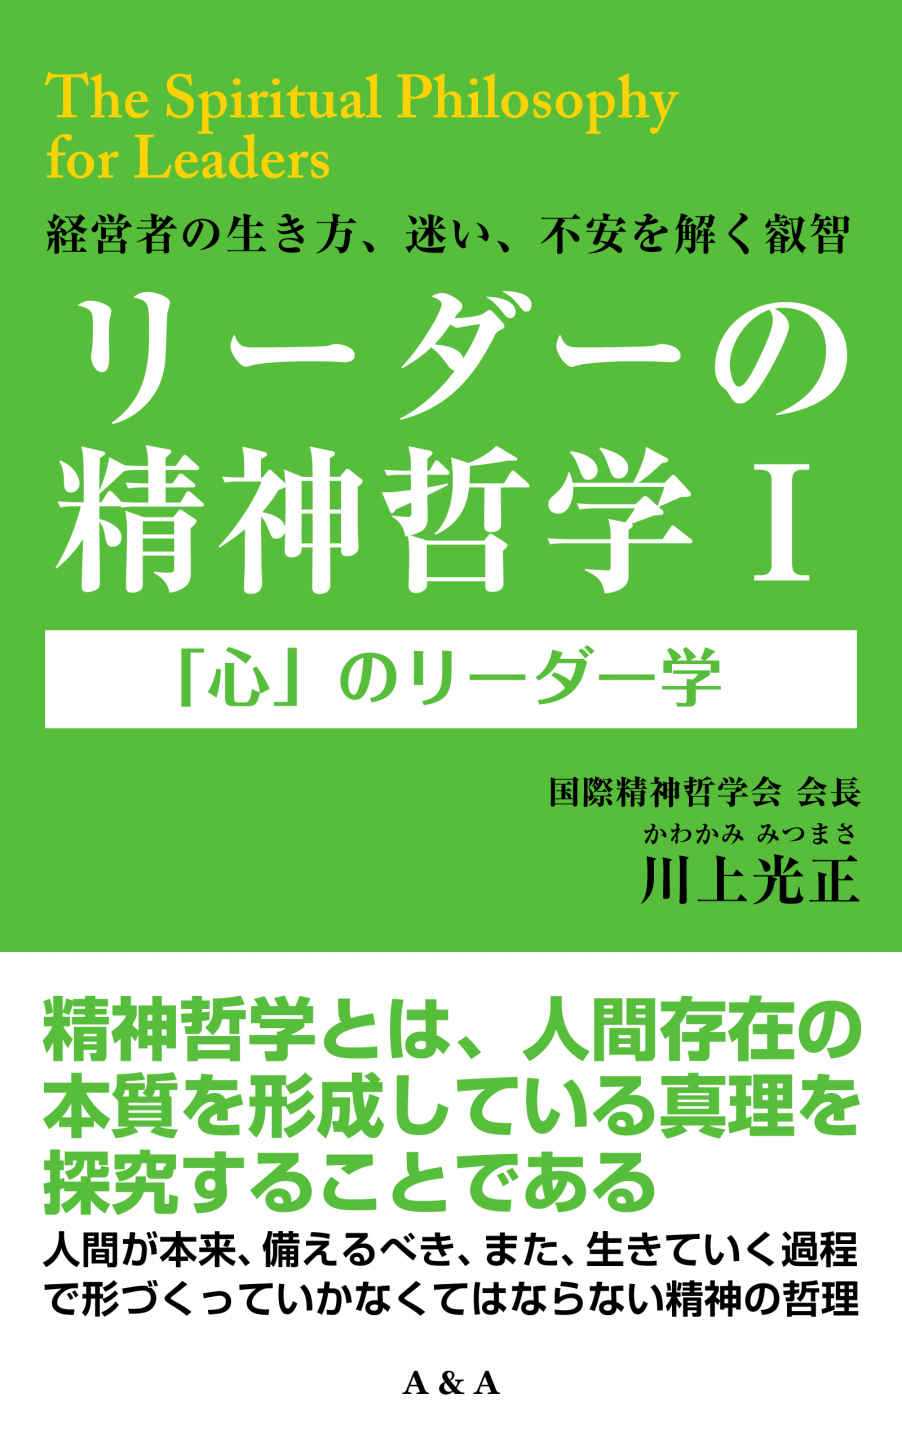 The Spiritual Philosophy
for Leaders
経営者の生き方、迷い、不安を解く叡智
リーダーの
精神哲学 I
「心」のリーダー学
国際精神哲学会 会長
かわかみ みつまさ
川上光正
精神哲学とは、人間存在の
本質を形成している真理を
探究することである
人間が本来、備えるべき、また、生きていく過程
で形づくっていかなくてはならない精神の哲理
A & A